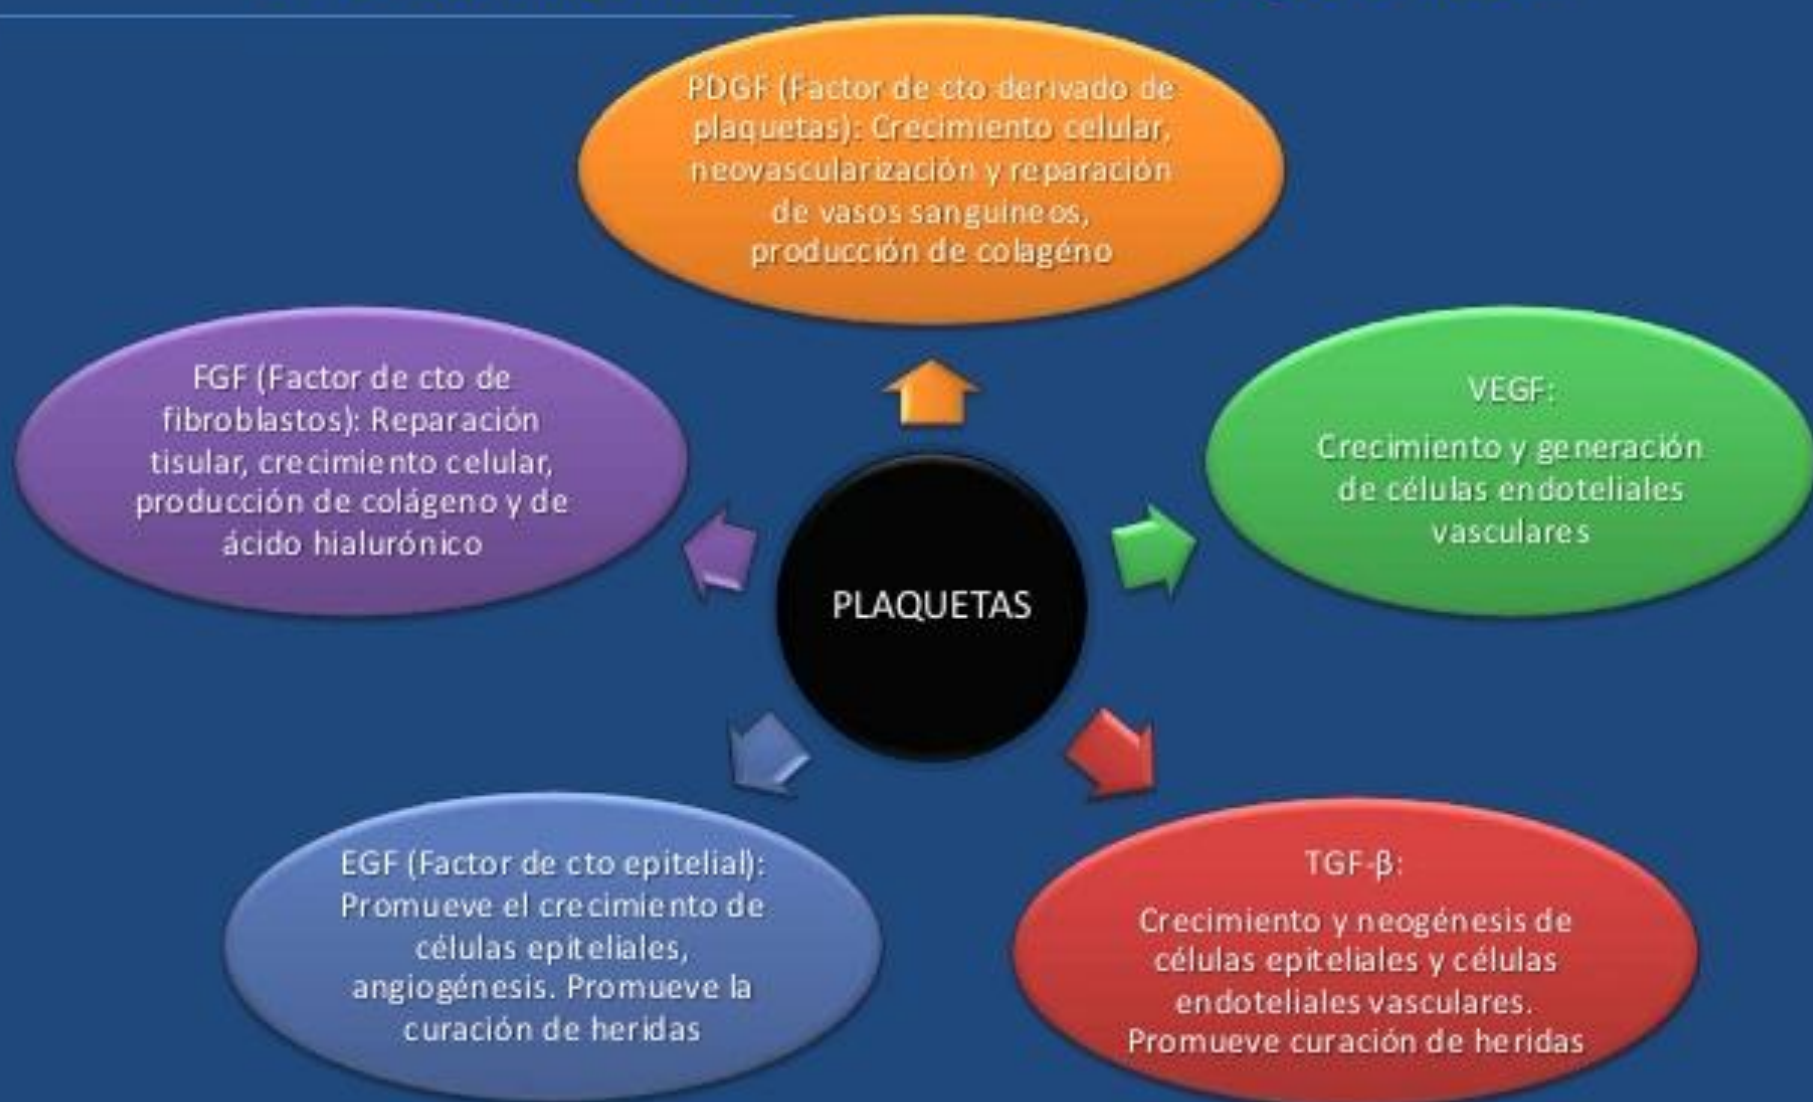 PDGF (Factor de cto derivado de
plaquetas): Crecimiento celular,
neovascularización y reparación
de vasos sanguineos,
producción de colagéno
FGF (Factor de cto de
fibroblastos): Reparación
tisular, crecimiento celular,
producción de colágeno y de
ácido hialurónico
VEGF:
Crecimiento y generación
de células endoteliales
vasculares
PLAQUETAS
EGF (Factor de cto epitelial):
Promueve el crecimiento de
células epiteliales,
angiogénesis. Promueve la
curación de heridas
TGF-β:
Crecimiento y neogénesis de
células epiteliales y células
endoteliales vasculares.
Promueve curación de heridas